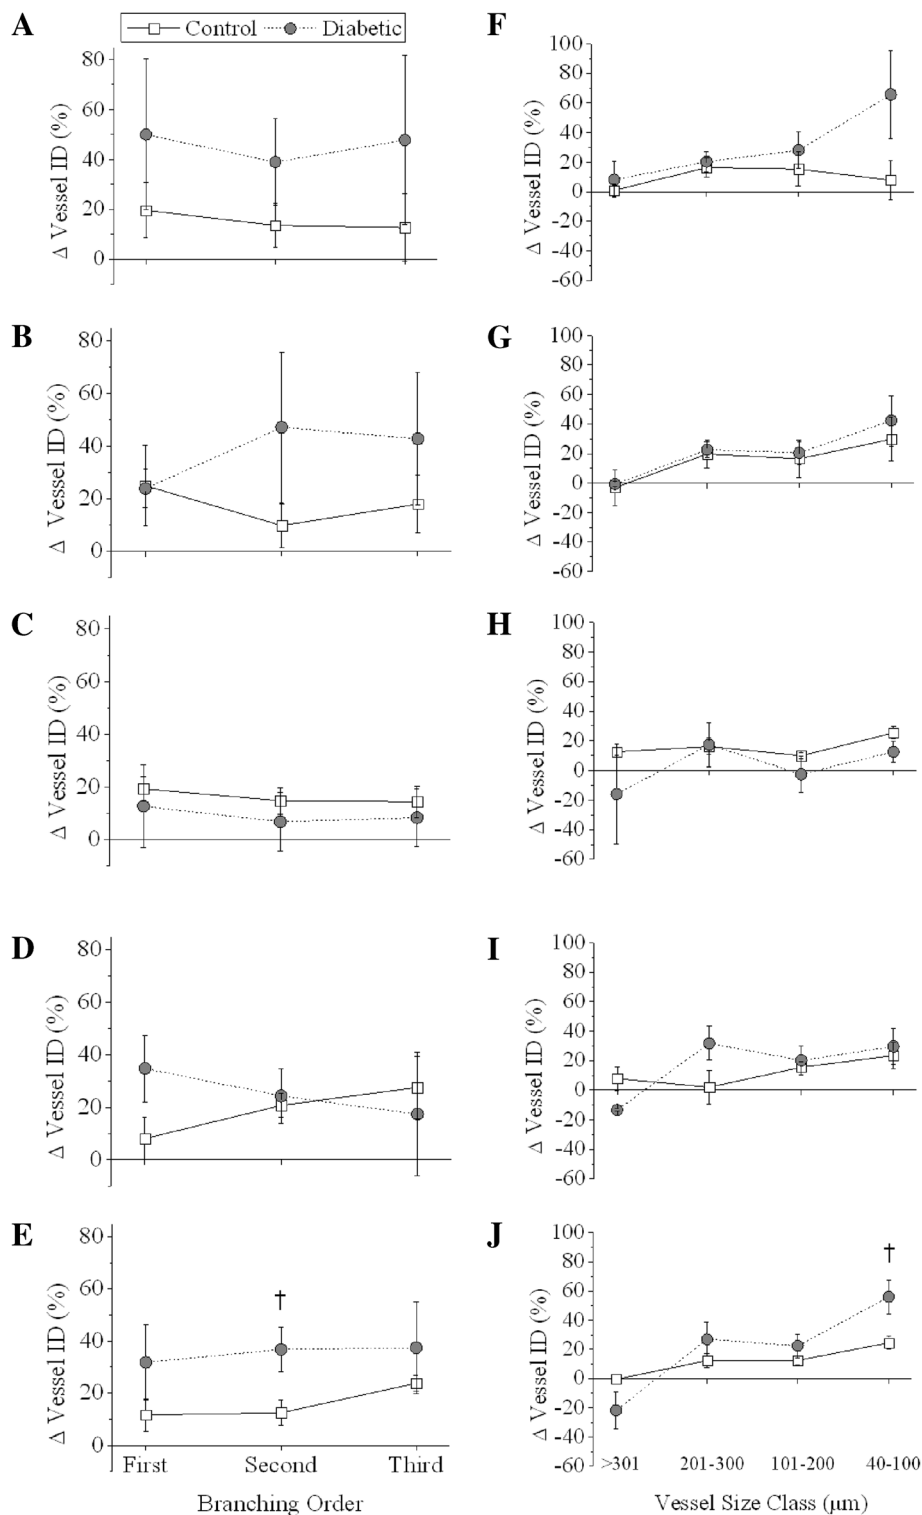 A
Control
Diabetic
Δ Vessel ID (%)
80
60
40
20
0
F
Δ Vessel ID (%)
100
80
60
40
20
0
-20
-40
-60
B
Δ Vessel ID (%)
80
60
40
20
0
G
Δ Vessel ID (%)
100
80
60
40
20
0
-20
-40
-60
C
Δ Vessel ID (%)
80
60
40
20
0
H
Δ Vessel ID (%)
100
80
60
40
20
0
-20
-40
-60
D
Δ Vessel ID (%)
80
60
40
20
0
I
Δ Vessel ID (%)
100
80
60
40
20
0
-20
-40
-60
E
Δ Vessel ID (%)
80
60
40
20
0
†
First Second Third
Branching Order
J
Δ Vessel ID (%)
100
80
60
40
20
0
-20
-40
-60
†
>301 201-300 101-200 40-100
Vessel Size Class (μm)